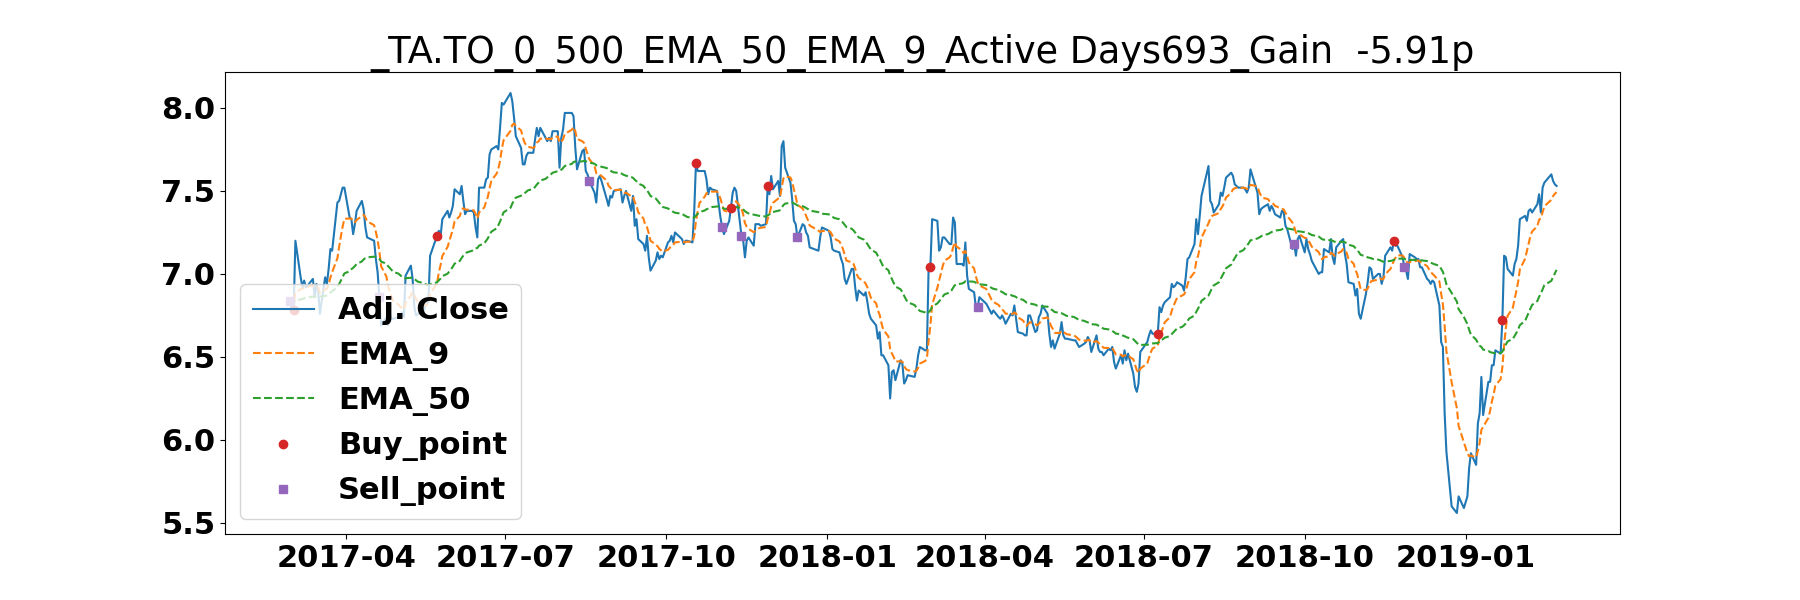 _TA.TO_0_500_EMA_50_EMA_9_Active Days693_Gain  -5.91p
8.0
7.5
7.0
6.5
6.0
5.5
Adj. Close
EMA_9
EMA_50
Buy_point
Sell_point
2017-04 2017-07 2017-10 2018-01 2018-04 2018-07 2018-10 2019-01